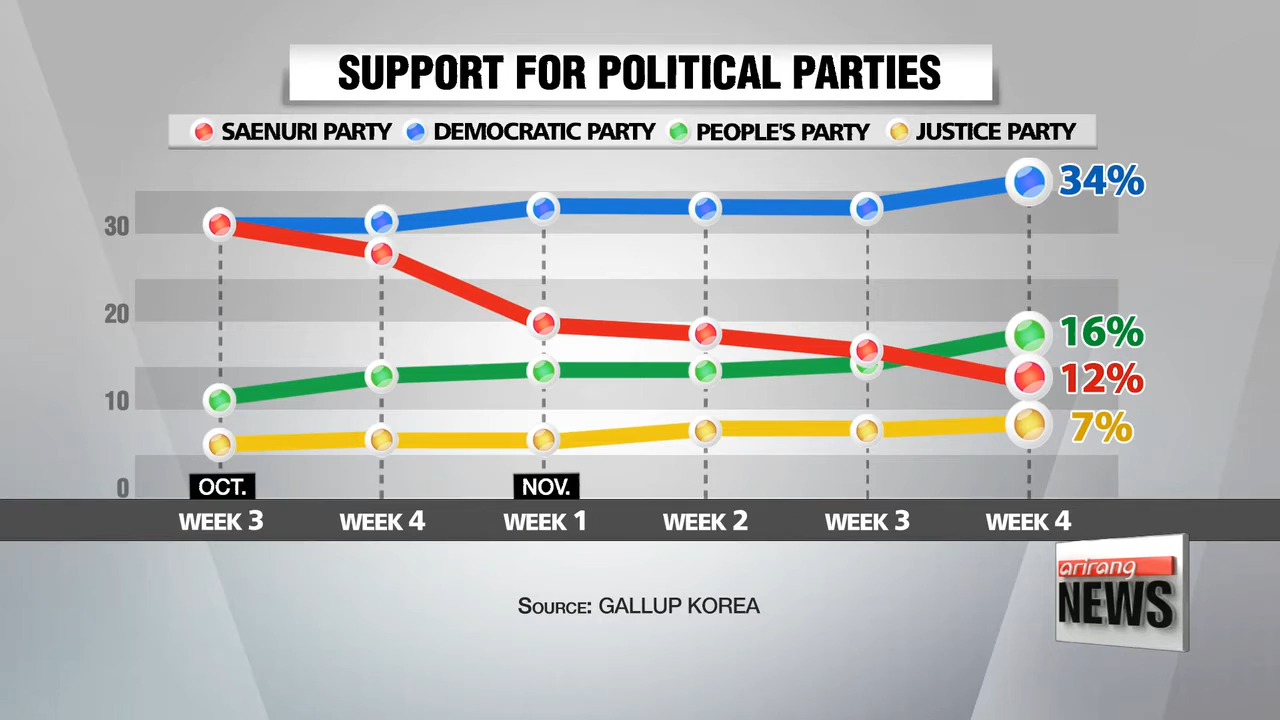 SUPPORT FOR POLITICAL PARTIES
SAENURI PARTY DEMOCRATIC PARTY PEOPLE'S PARTY JUSTICE PARTY
34%
30
20
16%
12%
10
7%
0
OCT. NOV.
WEEK 3 WEEK 4 WEEK 1 WEEK 2 WEEK 3 WEEK 4
arirang
NEWS
SOURCE: GALLUP KOREA